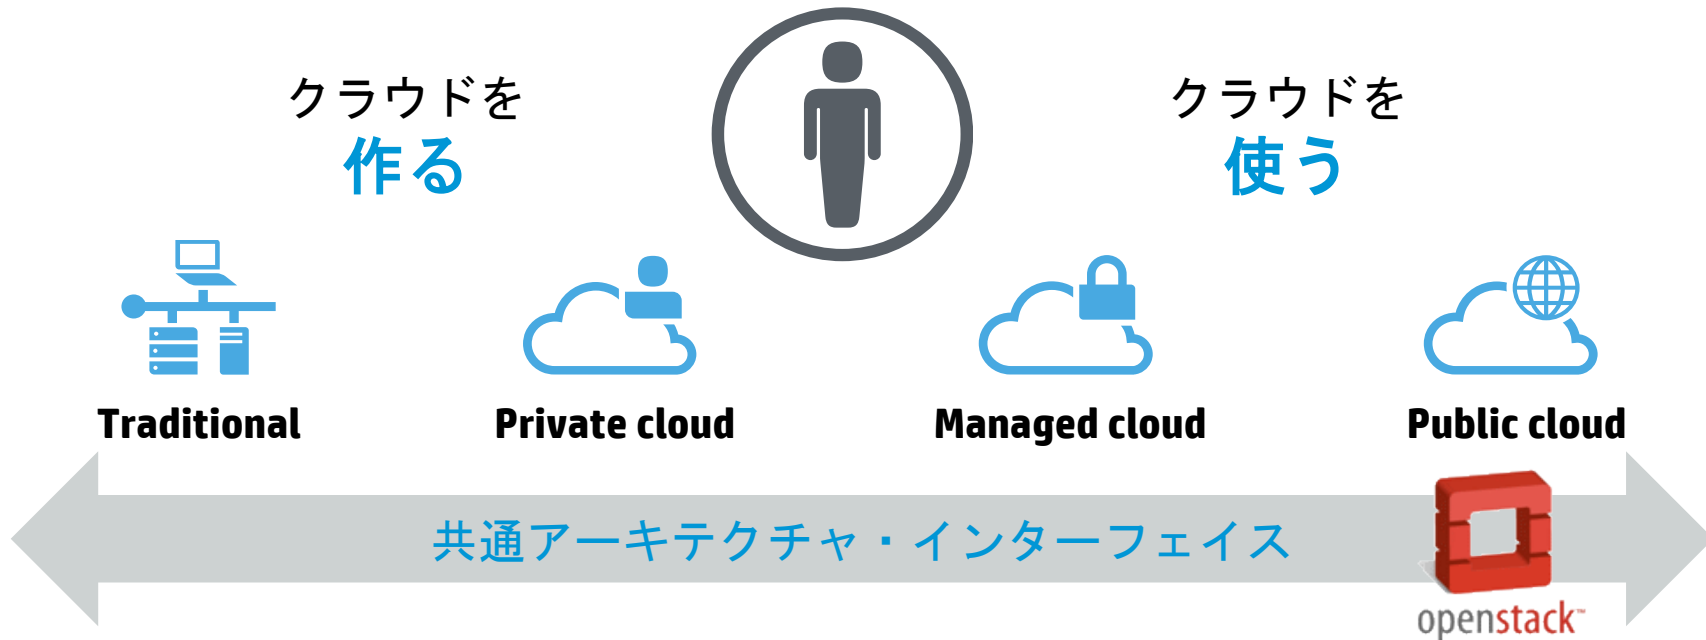 クラウドを
作る
クラウドを
使う
Traditional
Private cloud
Managed cloud
Public cloud
共通アーキテクチャ・インターフェイス
openstack™